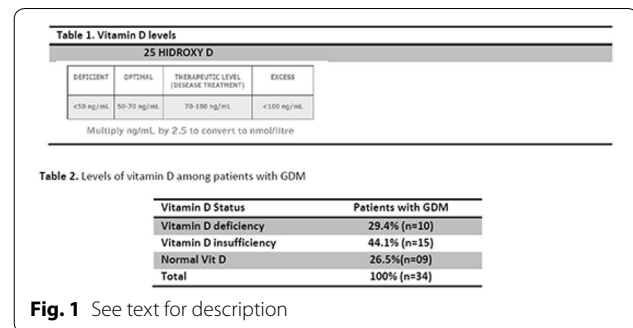 Table 1. Vitamin D levels
25 HIDROXY D
DEFICIENT OPTIMAL THERAPEUTIC LEVEL EXCESS
(DISEASE TREATMENT)
<50 ng/mL 50-70 ng/mL 70-100 ng/mL <100 ng/mL
Multiply ng/mL by 2.5 to convert to nmol/litre
Table 2. Levels of vitamin D among patients with GDM
Vitamin D Status Patients with GDM
Vitamin D deficiency 29.4% (n=10)
Vitamin D insufficiency 44.1% (n=15)
Normal Vit D 26.5%(n=09)
Total 100% (n=34)
Fig. 1 See text for description